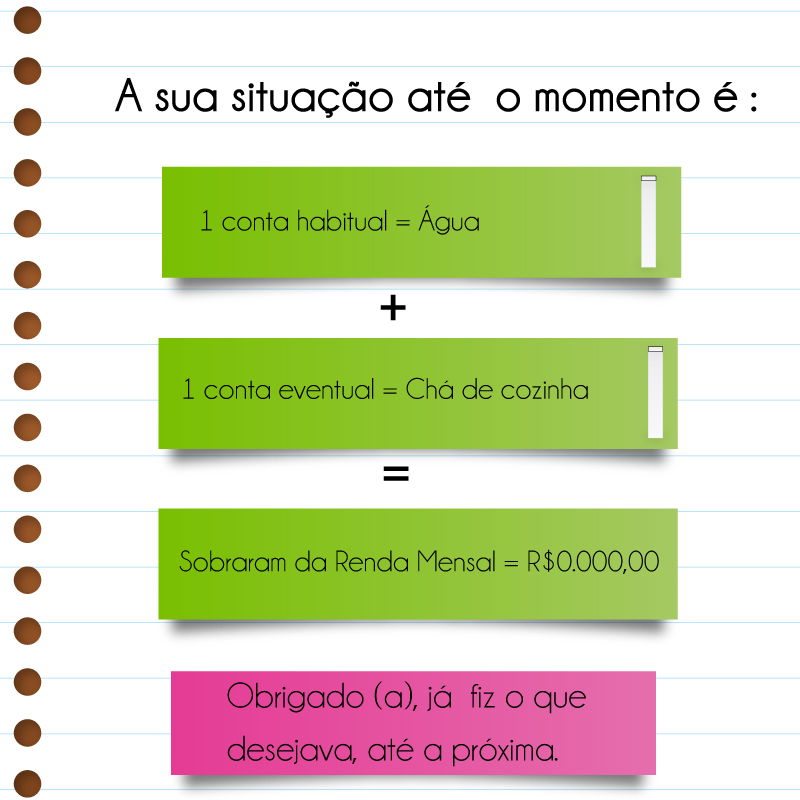 A sua situação até o momento é :
1 conta habitual = Água
+
1 conta eventual = Chá de cozinha
=
Sobraram da Renda Mensal = R$0.000,00
Obrigado (a), já fiz o que
desejava, até a próxima.